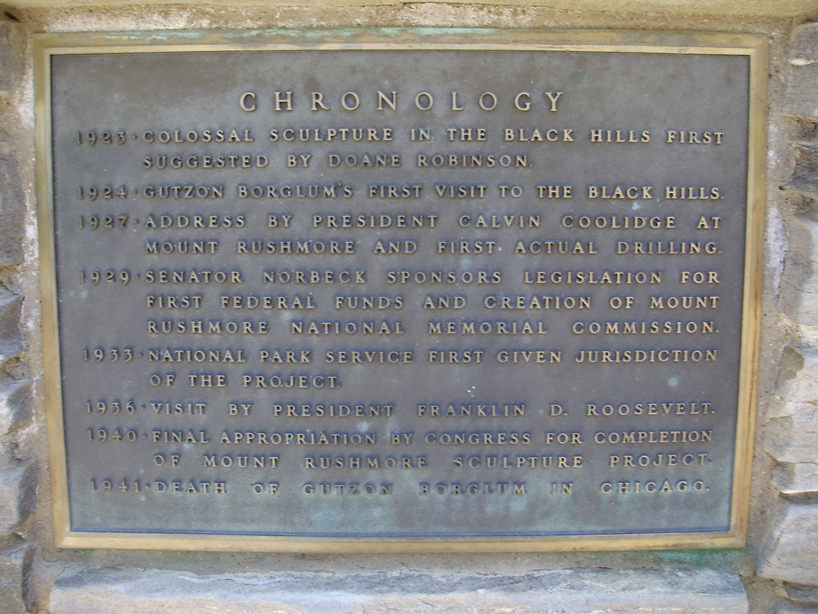 CHRONOLOGY
1923·COLOSSAL SCULPTURE IN THE BLACK HILLS FIRST
SUGGESTED BY DOANE ROBINSON.
1924·GUTZON BORGLUM'S FIRST VISIT TO THE BLACK HILLS.
1927·ADDRESS BY PRESIDENT CALVIN COOLIDGE AT
MOUNT RUSHMORE AND FIRST ACTUAL DRILLING.
1929·SENATOR NORBECK SPONSORS LEGISLATION FOR
FIRST FEDERAL FUNDS AND CREATION OF MOUNT
RUSHMORE NATIONAL MEMORIAL COMMISSION.
1933·NATIONAL PARK SERVICE FIRST GIVEN JURISDICTION
OF THE PROJECT.
1936·VISIT BY PRESIDENT FRANKLIN D. ROOSEVELT.
1940·FINAL APPROPRIATION BY CONGRESS FOR COMPLETION
OF MOUNT RUSHMORE SCULPTURE PROJECT.
1941·DEATH OF GUTZON BORGLUM IN CHICAGO.